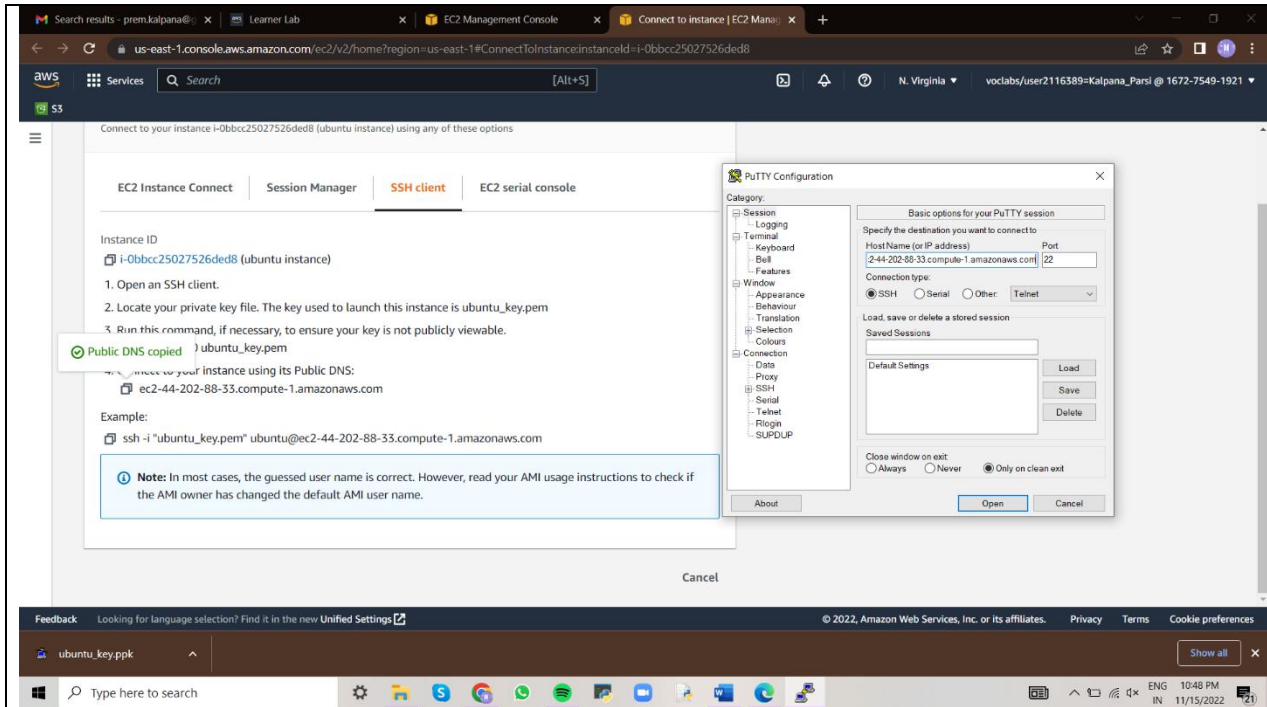 Search results - prem.kalpana@
Learner Lab
EC2 Management Console
Connect to instance | EC2 Manag
us-east-1.console.aws.amazon.com/ec2/v2/home?region=us-east-1#ConnectToInstance:instanceId=i-0bbcc25027526ded8
aws
Services
Search
[Alt+S]
N. Virginia
voclabs/user2116389=Kalpana_Parsi @ 1672-7549-1921
S3
Connect to your instance i-0bbcc25027526ded8 (ubuntu instance) using any of these options
EC2 Instance Connect
Session Manager
SSH client
EC2 serial console
Instance ID
i-0bbcc25027526ded8 (ubuntu instance)
1. Open an SSH client.
2. Locate your private key file. The key used to launch this instance is ubuntu_key.pem
3. Run this command, if necessary, to ensure your key is not publicly viewable.
ubuntu_key.pem
Public DNS copied
to your instance using its Public DNS:
ec2-44-202-88-33.compute-1.amazonaws.com
Example:
ssh -i "ubuntu_key.pem" ubuntu@ec2-44-202-88-33.compute-1.amazonaws.com
Note: In most cases, the guessed user name is correct. However, read your AMI usage instructions to check if
the AMI owner has changed the default AMI user name.
Cancel
PuTTY Configuration
Category:
Session
Logging
Terminal
Keyboard
Bell
Features
Window
Appearance
Behaviour
Translation
Selection
Colours
Connection
Data
Proxy
SSH
Serial
Telnet
Rlogin
SUPDUP
Basic options for your PuTTY session
Specify the destination you want to connect to
Host Name (or IP address)
Port
:2-44-202-88-33.compute-1.amazonaws.com
22
Connection type:
SSH
Serial
Other:
Telnet
Load, save or delete a stored session
Saved Sessions
Default Settings
Load
Save
Delete
Close window on exit
Always
Never
Only on clean exit
About
Open
Cancel
Feedback
Looking for language selection? Find it in the new Unified Settings
© 2022, Amazon Web Services, Inc. or its affiliates.
Privacy
Terms
Cookie preferences
ubuntu_key.ppk
Show all
Type here to search
ENG
IN
10:48 PM
11/15/2022
21